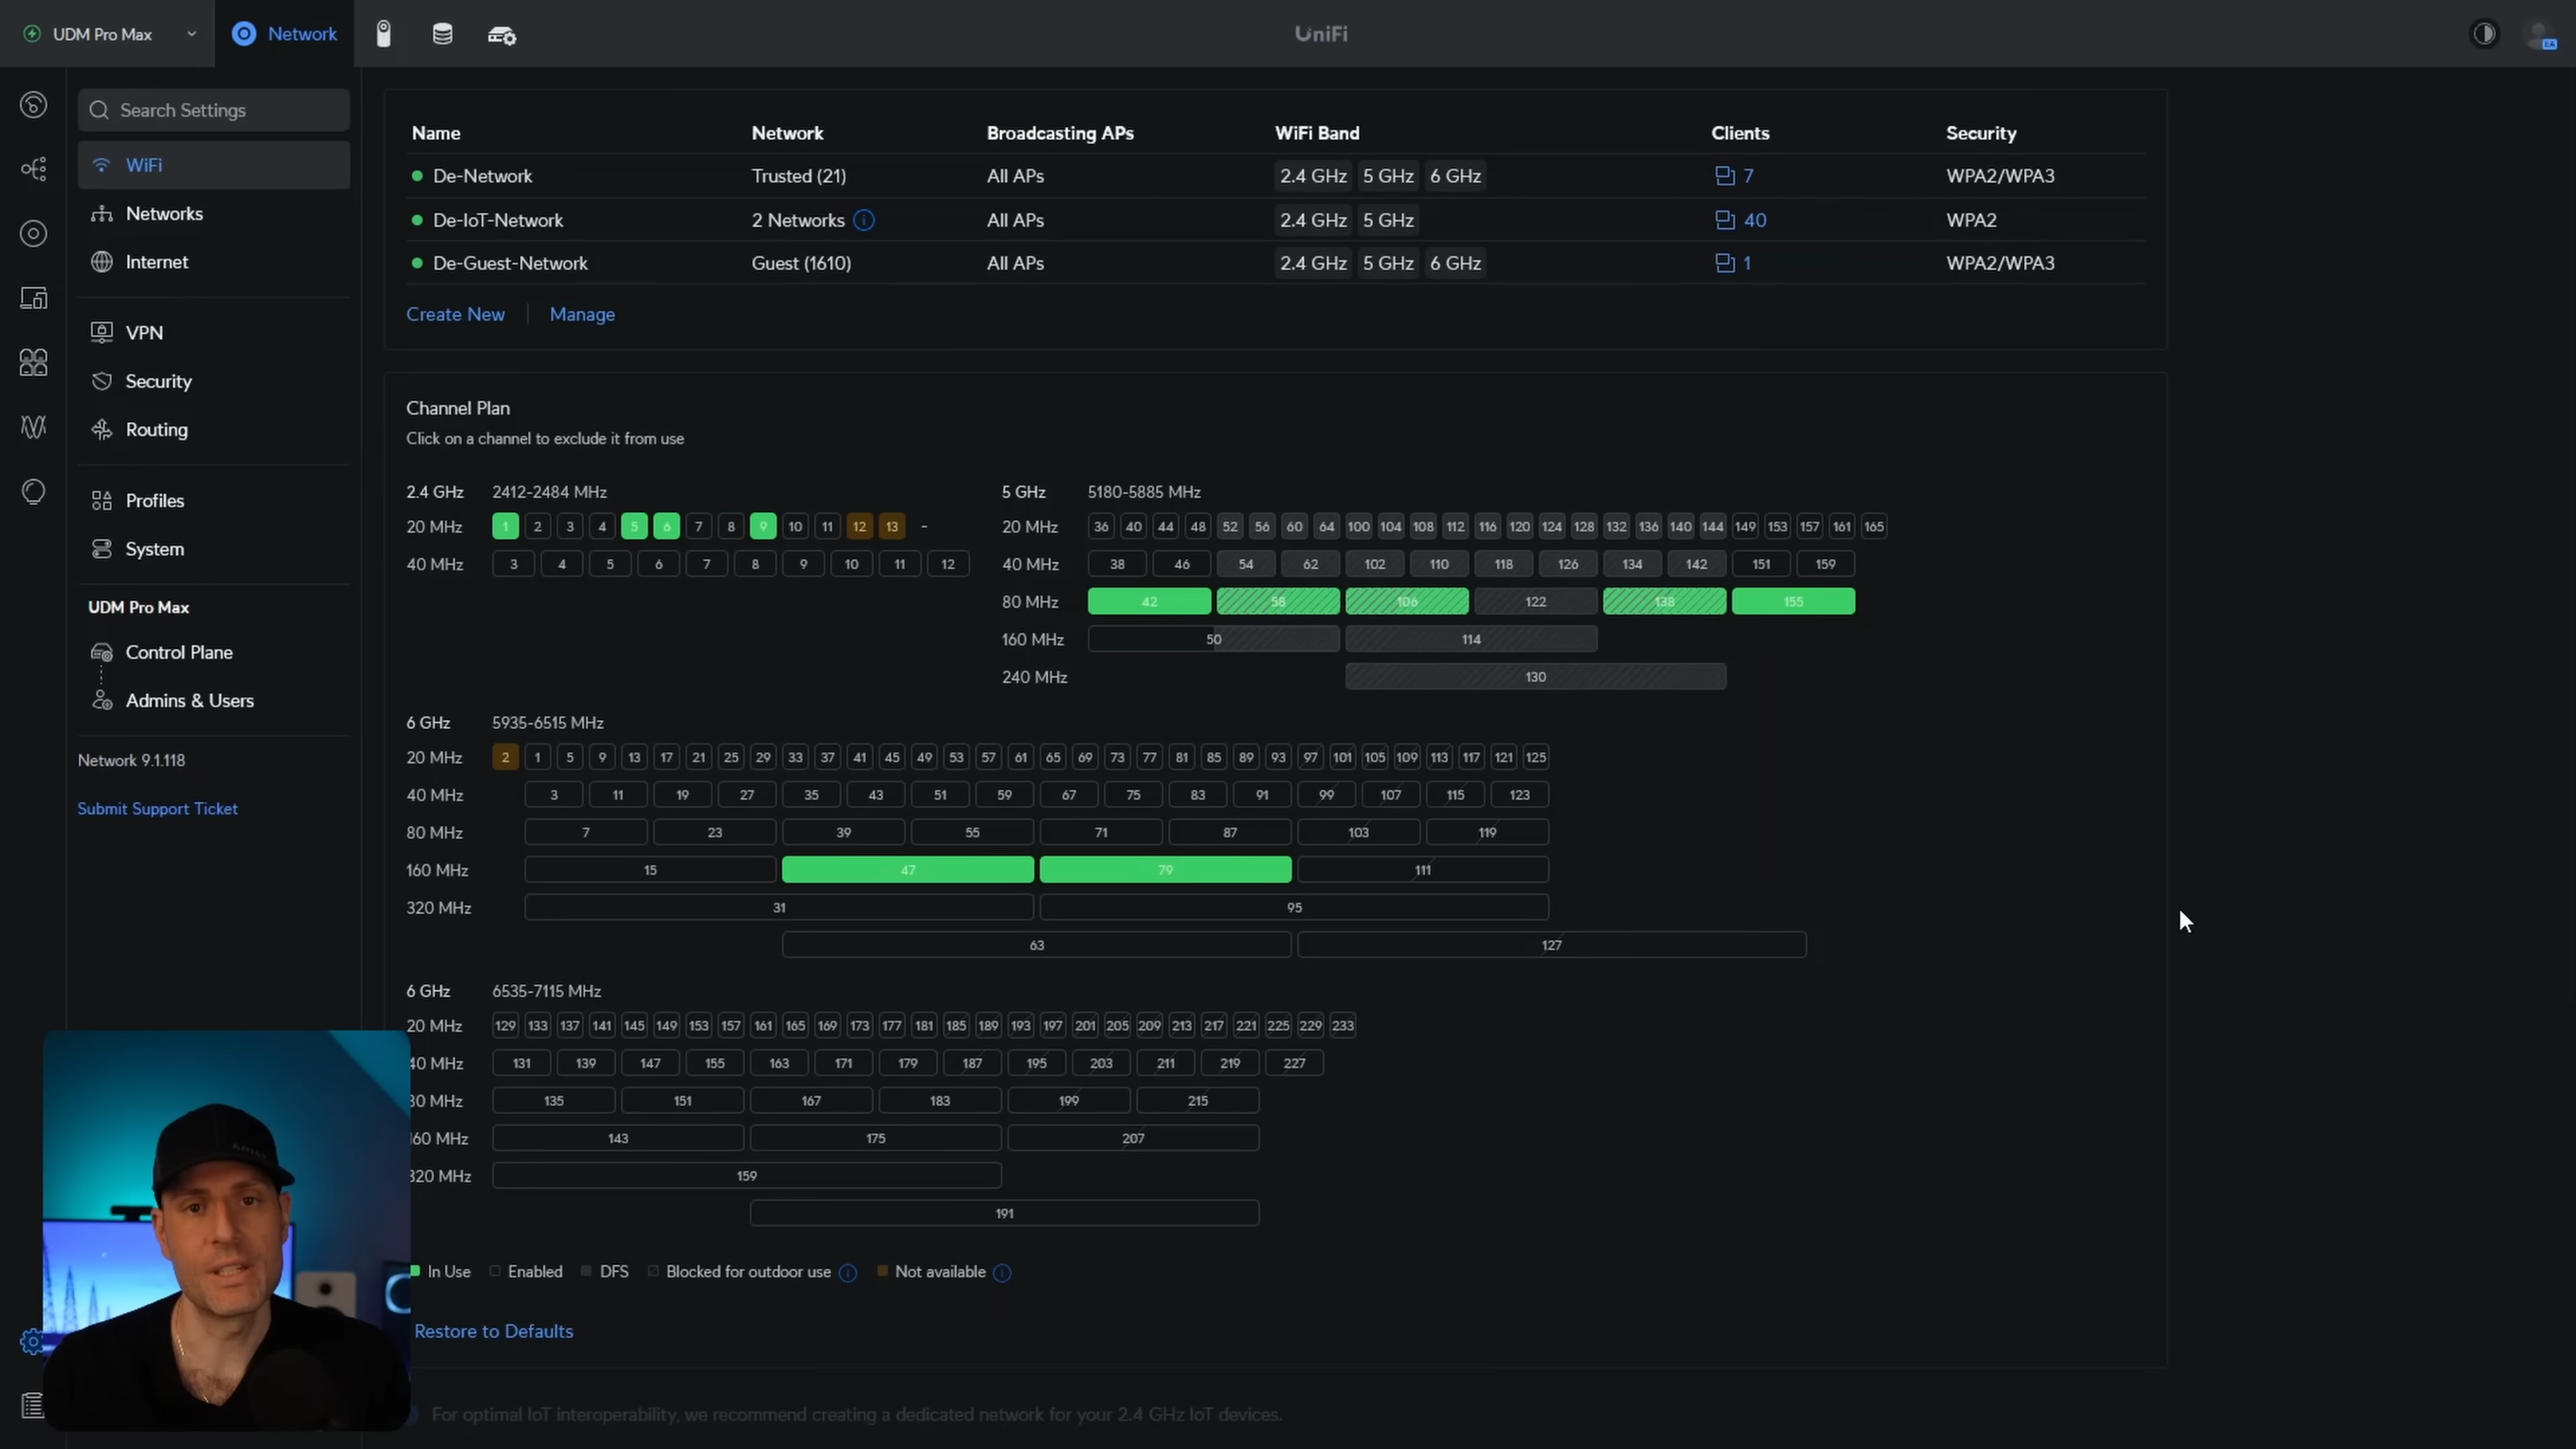 UDM Pro Max
Network
UniFi
Search Settings
WiFi
Networks
Internet
VPN
Security
Routing
Profiles
System
UDM Pro Max
Control Plane
Admins & Users
Network 9.1.118
Submit Support Ticket
Name Network Broadcasting APs WiFi Band Clients Security
De-Network Trusted (21) All APs 2.4 GHz 5 GHz 6 GHz 7 WPA2/WPA3
De-IoT-Network 2 Networks All APs 2.4 GHz 5 GHz 40 WPA2
De-Guest-Network Guest (1610) All APs 2.4 GHz 5 GHz 6 GHz 1 WPA2/WPA3
Create New Manage
Channel Plan
Click on a channel to exclude it from use
2.4 GHz 2412-2484 MHz
20 MHz 1 2 3 4 5 6 7 8 9 10 11 12 13 -
40 MHz 3 4 5 6 7 8 9 10 11 12
5 GHz 5180-5885 MHz
20 MHz 36 40 44 48 52 56 60 64 100 104 108 112 116 120 124 128 132 136 140 144 149 153 157 161 165
40 MHz 38 46 54 62 102 110 118 126 134 142 151 159
80 MHz 42 58 106 122 138 155
160 MHz 50 114
240 MHz 130
6 GHz 5935-6515 MHz
20 MHz 2 1 5 9 13 17 21 25 29 33 37 41 45 49 53 57 61 65 69 73 77 81 85 89 93 97 101 105 109 113 117 121 125
40 MHz 3 11 19 27 35 43 51 59 67 75 83 91 99 107 115 123
80 MHz 7 23 39 55 71 87 103 119
160 MHz 15 47 79 111
320 MHz 31 95
63 127
6 GHz 6535-7115 MHz
20 MHz 129 133 137 141 145 149 153 157 161 165 169 173 177 181 185 189 193 197 201 205 209 213 217 221 225 229 233
40 MHz 131 139 147 155 163 171 179 187 195 203 211 219 227
80 MHz 135 151 167 183 199 215
160 MHz 143 175 207
320 MHz 159
191
In Use Enabled DFS Blocked for outdoor use Not available
Restore to Defaults
For optimal IoT interoperability, we recommend creating a dedicated network for your 2.4 GHz IoT devices.